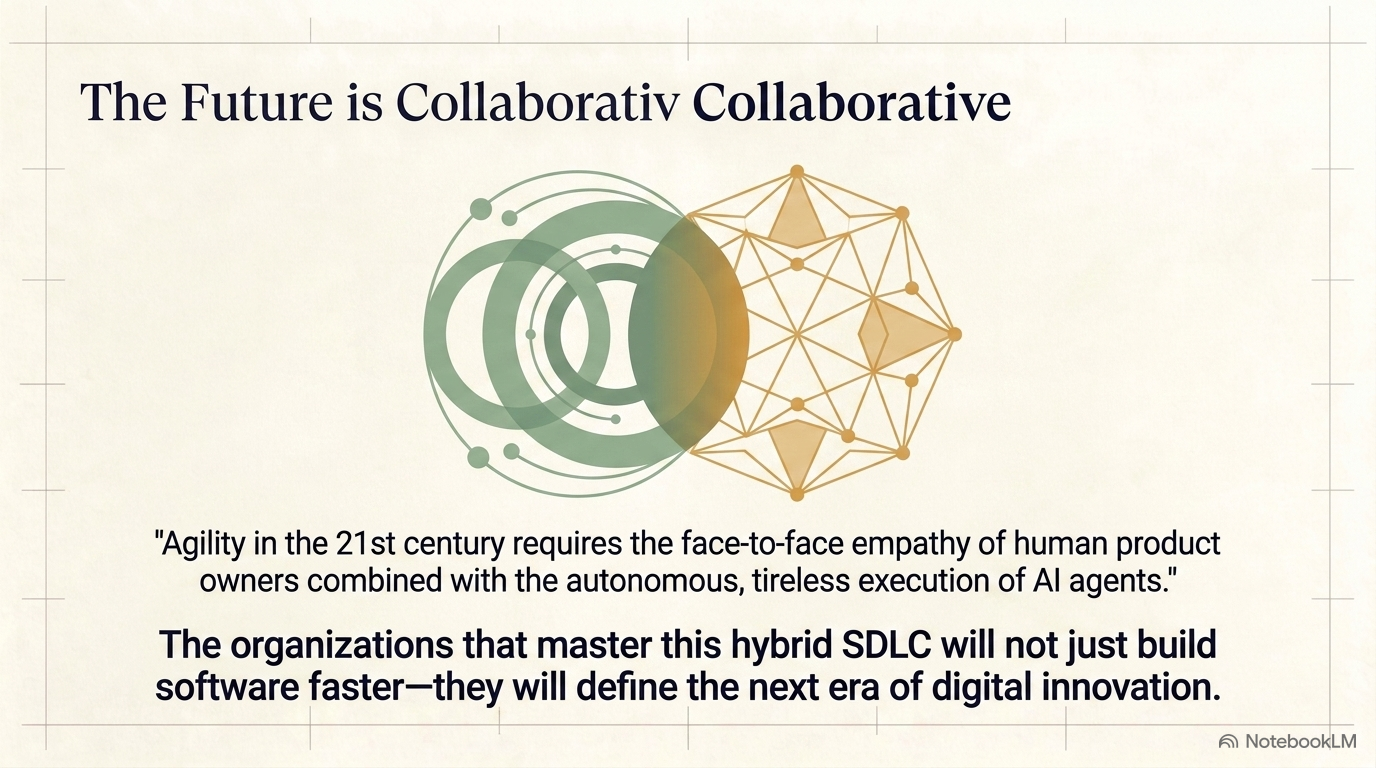 The Future is Collaborativ Collaborative
"Agility in the 21st century requires the face-to-face empathy of human product
owners combined with the autonomous, tireless execution of AI agents."
The organizations that master this hybrid SDLC will not just build
software faster—they will define the next era of digital innovation.
NotebookLM